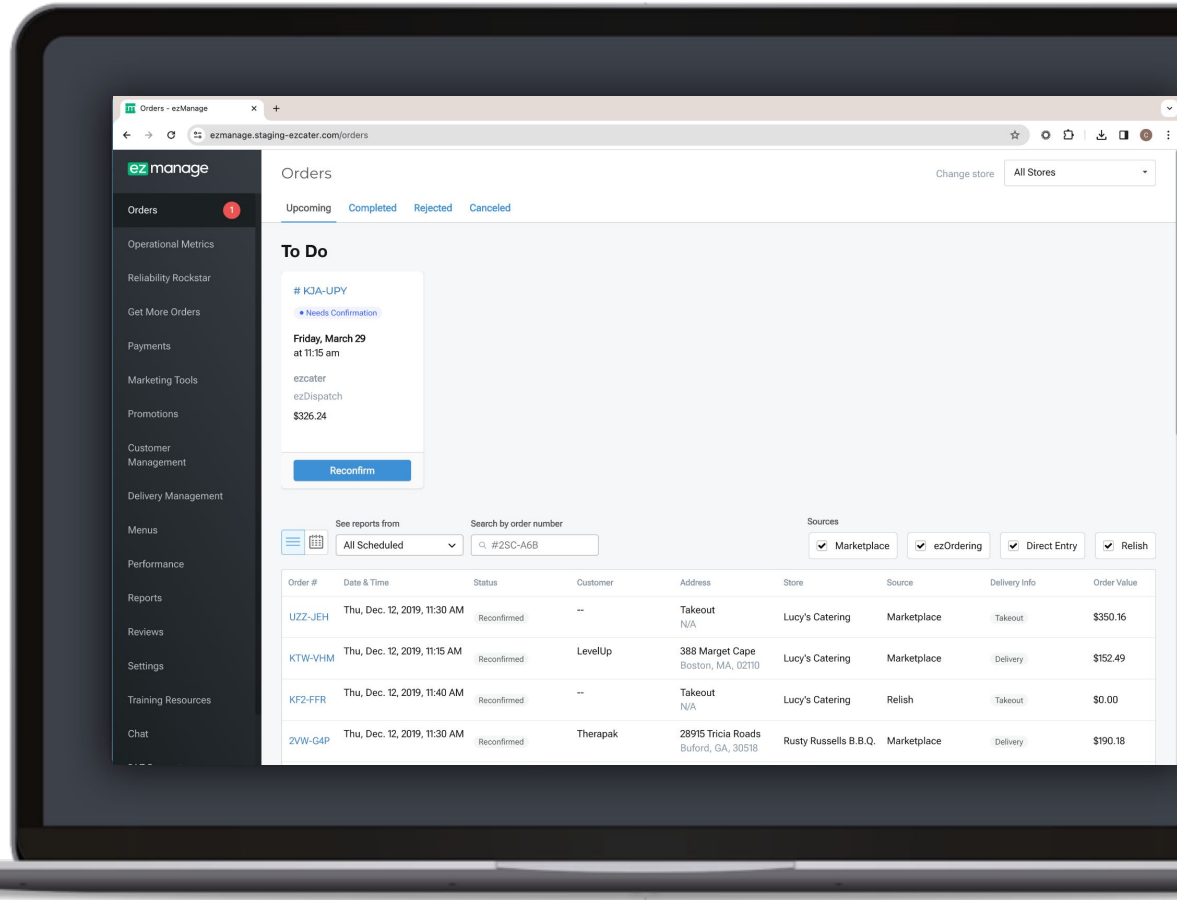 Orders - ezManage
ezmanage.staging-ezcater.com/orders
C
ez manage
Orders
1
Operational Metrics
Reliability Rockstar
Get More Orders
Payments
Marketing Tools
Promotions
Customer
Management
Delivery Management
Menus
Performance
Reports
Reviews
Settings
Training Resources
Chat
Orders
Change store
All Stores
Upcoming Completed Rejected Canceled
To Do
# KJA-UPY
Needs Confirmation
Friday, March 29
at 11:15 am
ezcater
ezDispatch
$326.24
Reconfirm
See reports from
Search by order number
Sources
All Scheduled
#2SC-A6B
Marketplace
ezOrdering
Direct Entry
Relish
Order # Date & Time Status Customer Address Store Source Delivery Info Order Value
UZZ-JEH Thu, Dec. 12, 2019, 11:30 AM Reconfirmed -- Takeout Lucy's Catering Marketplace Takeout $350.16
N/A
KTW-VHM Thu, Dec. 12, 2019, 11:15 AM Reconfirmed LevelUp 388 Marget Cape Lucy's Catering Marketplace Delivery $152.49
Boston, MA, 02110
KF2-FFR Thu, Dec. 12, 2019, 11:40 AM Reconfirmed -- Takeout Lucy's Catering Relish Takeout $0.00
N/A
2VW-G4P Thu, Dec. 12, 2019, 11:30 AM Reconfirmed Therapak 28915 Tricia Roads Rusty Russells B.B.Q. Marketplace Delivery $190.18
Buford, GA, 30518